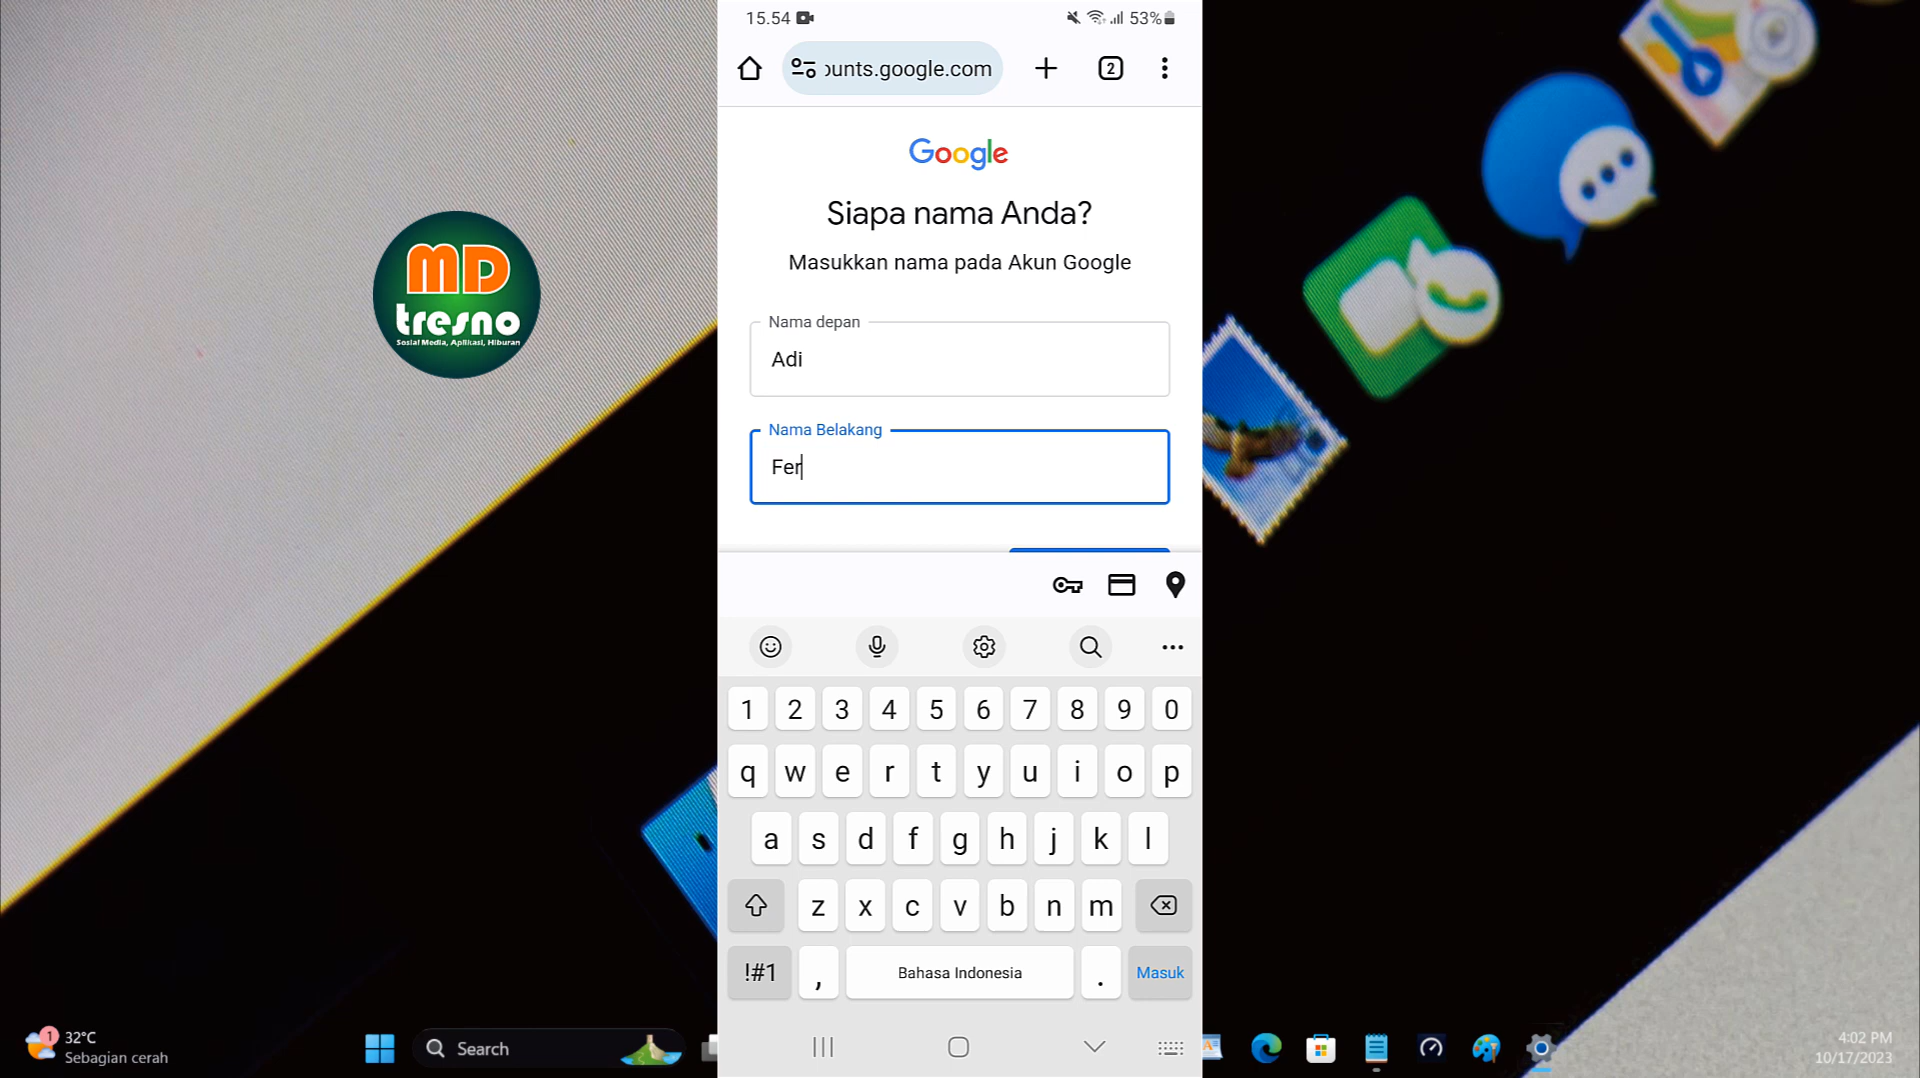 15.54
53%
ounts.google.com
2
Google
Siapa nama Anda?
Masukkan nama pada Akun Google
Nama depan
Adi
Nama Belakang
Fer
MD
tresno
Sosial Media, Aplikasi, Hiburan
1 2 3 4 5 6 7 8 9 0
q w e r t y u i o p
a s d f g h j k l
z x c v b n m
!#1 , Bahasa Indonesia . Masuk
1
32°C
Sebagian cerah
Search
4:02 PM
10/17/2023